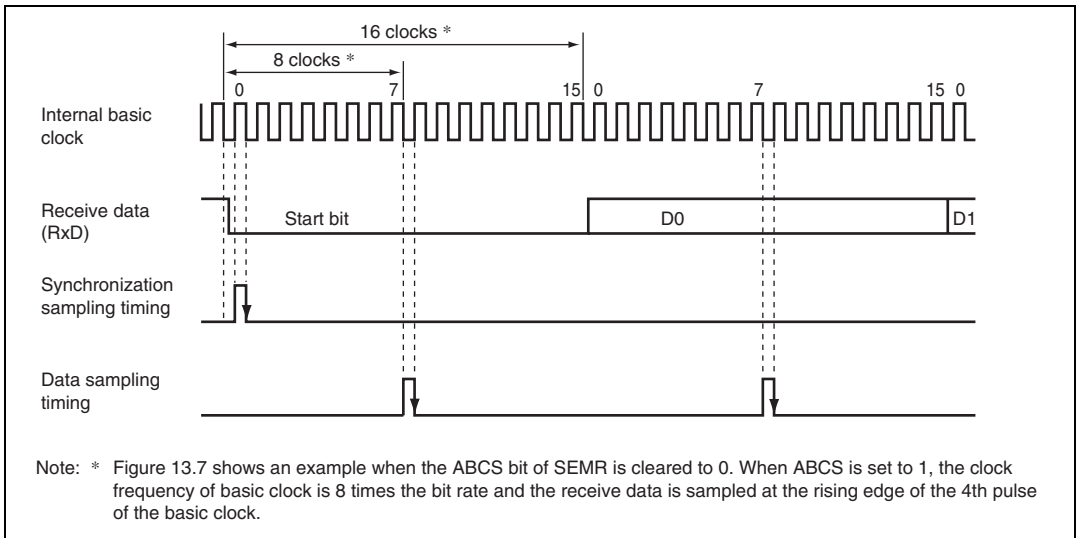 16 clocks *
8 clocks *
0 7 15 0 7 15 0
Internal basic
clock
Receive data
(RxD)
Start bit D0 D1
Synchronization
sampling timing
Data sampling
timing
Note: * Figure 13.7 shows an example when the ABCS bit of SEMR is cleared to 0. When ABCS is set to 1, the clock
frequency of basic clock is 8 times the bit rate and the receive data is sampled at the rising edge of the 4th pulse
of the basic clock.